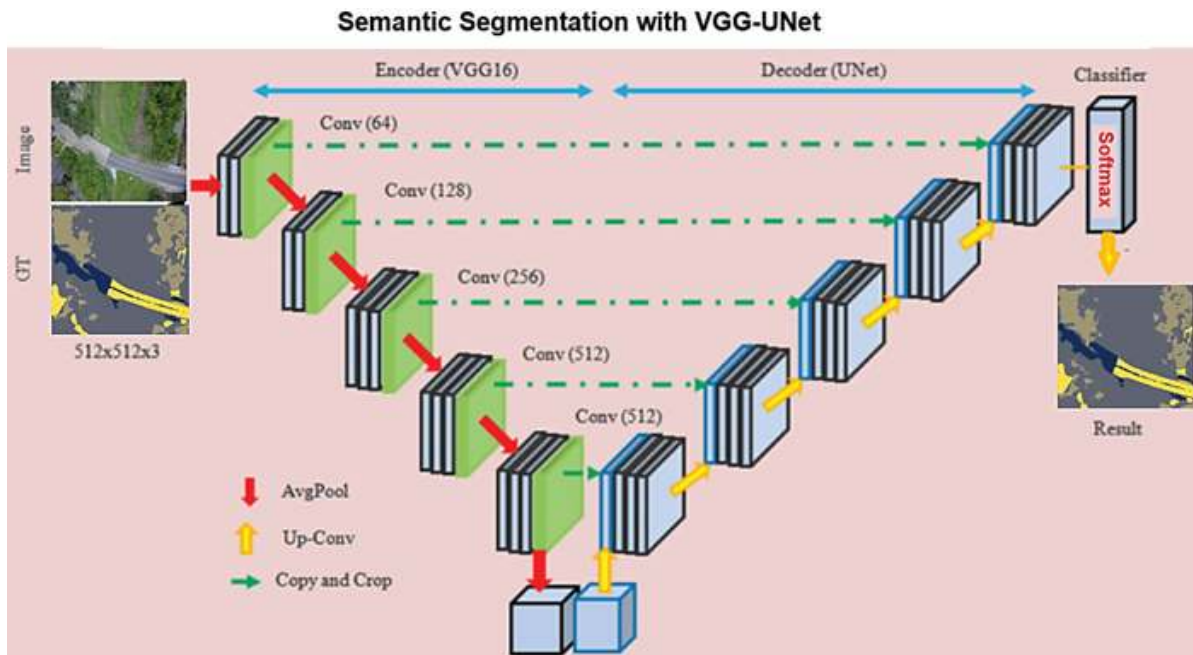 Semantic Segmentation with VGG-UNet
Encoder (VGG16)
Decoder (UNet)
Classifier
Image
GT
512x512x3
Conv (64)
Conv (128)
Conv (256)
Conv (512)
Conv (512)
Softmax
Result
AvgPool
Up-Conv
Copy and Crop